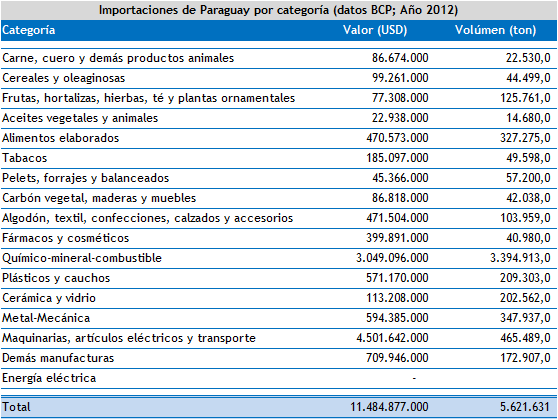 Importaciones de Paraguay por categoría (datos BCP; Año 2012)
Categoría Valor (USD) Volúmen (ton)
Carne, cuero y demás productos animales 86.674.000 22.530,0
Cereales y oleaginosas 99.261.000 44.499,0
Frutas, hortalizas, hierbas, té y plantas ornamentales 77.308.000 125.761,0
Aceites vegetales y animales 22.938.000 14.680,0
Alimentos elaborados 470.573.000 327.275,0
Tabacos 185.097.000 49.598,0
Pelets, forrajes y balanceados 45.366.000 57.200,0
Carbón vegetal, maderas y muebles 86.818.000 42.038,0
Algodón, textil, confecciones, calzados y accesorios 471.504.000 103.959,0
Fármacos y cosméticos 399.891.000 40.980,0
Químico-mineral-combustible 3.049.096.000 3.394.913,0
Plásticos y cauchos 571.170.000 209.303,0
Cerámica y vidrio 113.208.000 202.562,0
Metal-Mecánica 594.385.000 347.937,0
Maquinarias, artículos eléctricos y transporte 4.501.642.000 465.489,0
Demás manufacturas 709.946.000 172.907,0
Energía eléctrica -
Total 11.484.877.000 5.621.631